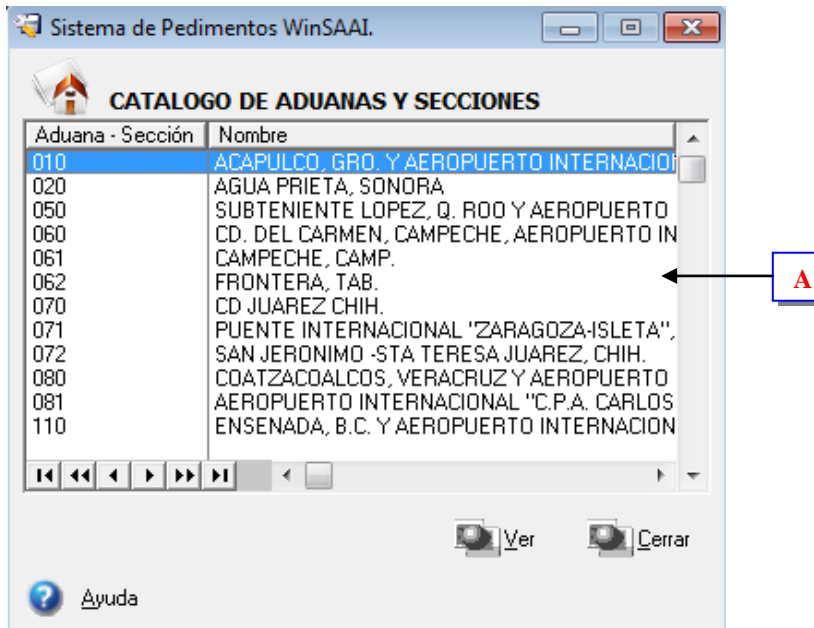 Sistema de Pedimentos WinSAAI.
CATALOGO DE ADUANAS Y SECCIONES
Aduana - Sección Nombre
010 ACAPULCO, GRO. Y AEROPUERTO INTERNACION
020 AGUA PRIETA, SONORA
050 SUBTENIENTE LOPEZ, Q. ROO Y AEROPUERTO
060 CD. DEL CARMEN, CAMPECHE, AEROPUERTO IN
061 CAMPECHE, CAMP.
062 FRONTERA, TAB.
070 CD JUAREZ CHIH.
071 PUENTE INTERNACIONAL "ZARAGOZA-ISLETA",
072 SAN JERONIMO -STA TERESA JUAREZ, CHIH.
080 COATZACOALCOS, VERACRUZ Y AEROPUERTO
081 AEROPUERTO INTERNACIONAL "C.P.A. CARLOS
110 ENSENADA, B.C. Y AEROPUERTO INTERNACION
A
Ver Cerrar
Ayuda